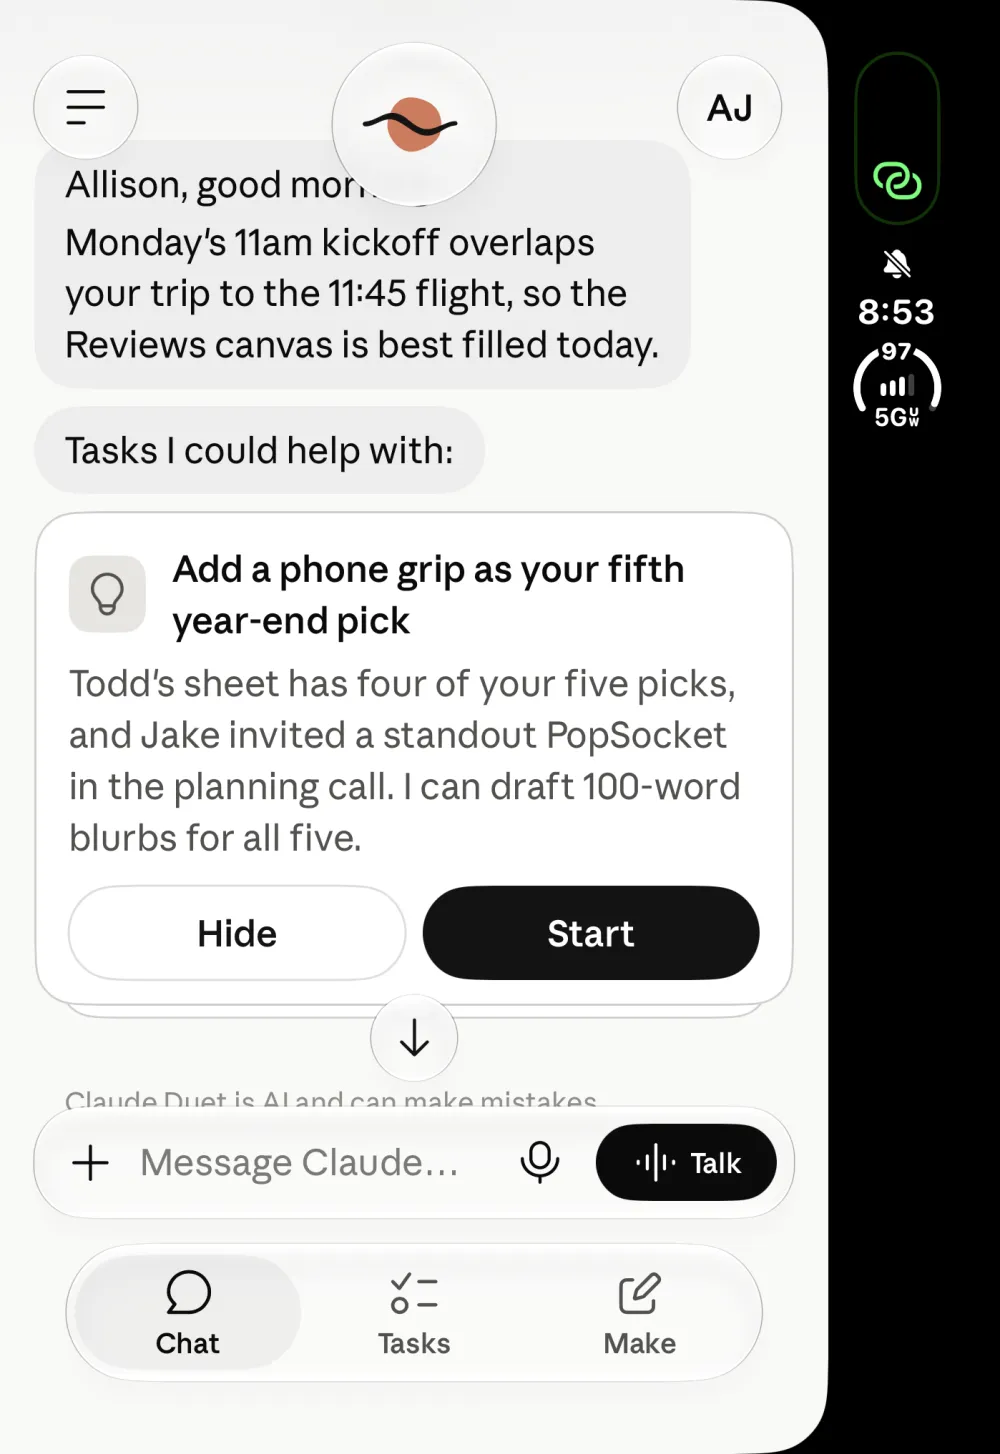 AJ
Allison, good mor
Monday's 11am kickoff overlaps
your trip to the 11:45 flight, so the
Reviews canvas is best filled today.
Tasks I could help with:
Add a phone grip as your fifth
year-end pick
Todd's sheet has four of your five picks,
and Jake invited a standout PopSocket
in the planning call. I can draft 100-word
blurbs for all five.
Hide
Start
Claude Duet is AI and can make mistakes
Message Claude...
Talk
Chat
Tasks
Make
8:53
97
5G UW